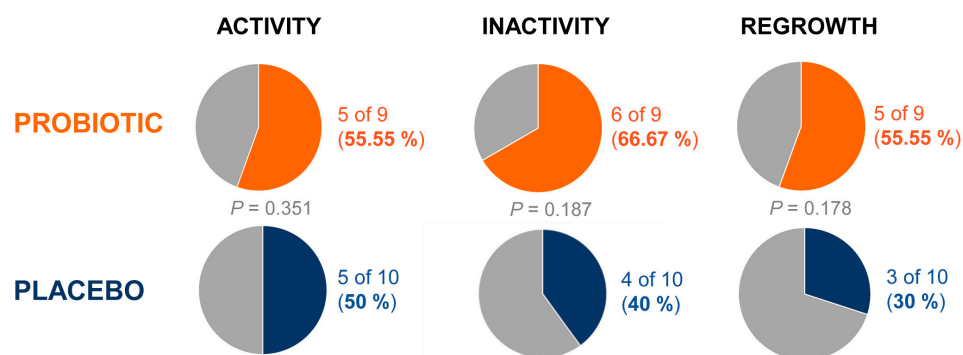 ACTIVITY
INACTIVITY
REGROWTH
PROBIOTIC
5 of 9
(55.55 %)
6 of 9
(66.67 %)
5 of 9
(55.55 %)
P = 0.351
P = 0.187
P = 0.178
PLACEBO
5 of 10
(50 %)
4 of 10
(40 %)
3 of 10
(30 %)